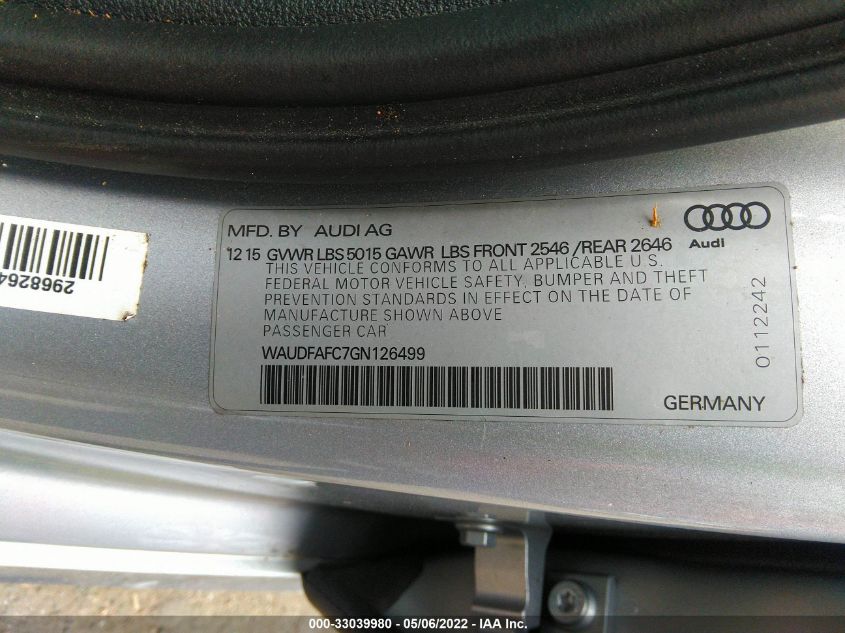 MFD. BY AUDI AG
12 15 GVWR LBS 5015 GAWR LBS FRONT 2546 /REAR 2646
Audi
THIS VEHICLE CONFORMS TO ALL APPLICABLE U S.
FEDERAL MOTOR VEHICLE SAFETY, BUMPER AND THEFT
PREVENTION STANDARDS IN EFFECT ON THE DATE OF
MANUFACTURE SHOWN ABOVE
PASSENGER CAR
WAUDFAFC7GN126499
GERMANY
0112242
000-33039980 - 05/06/2022 - IAA Inc.